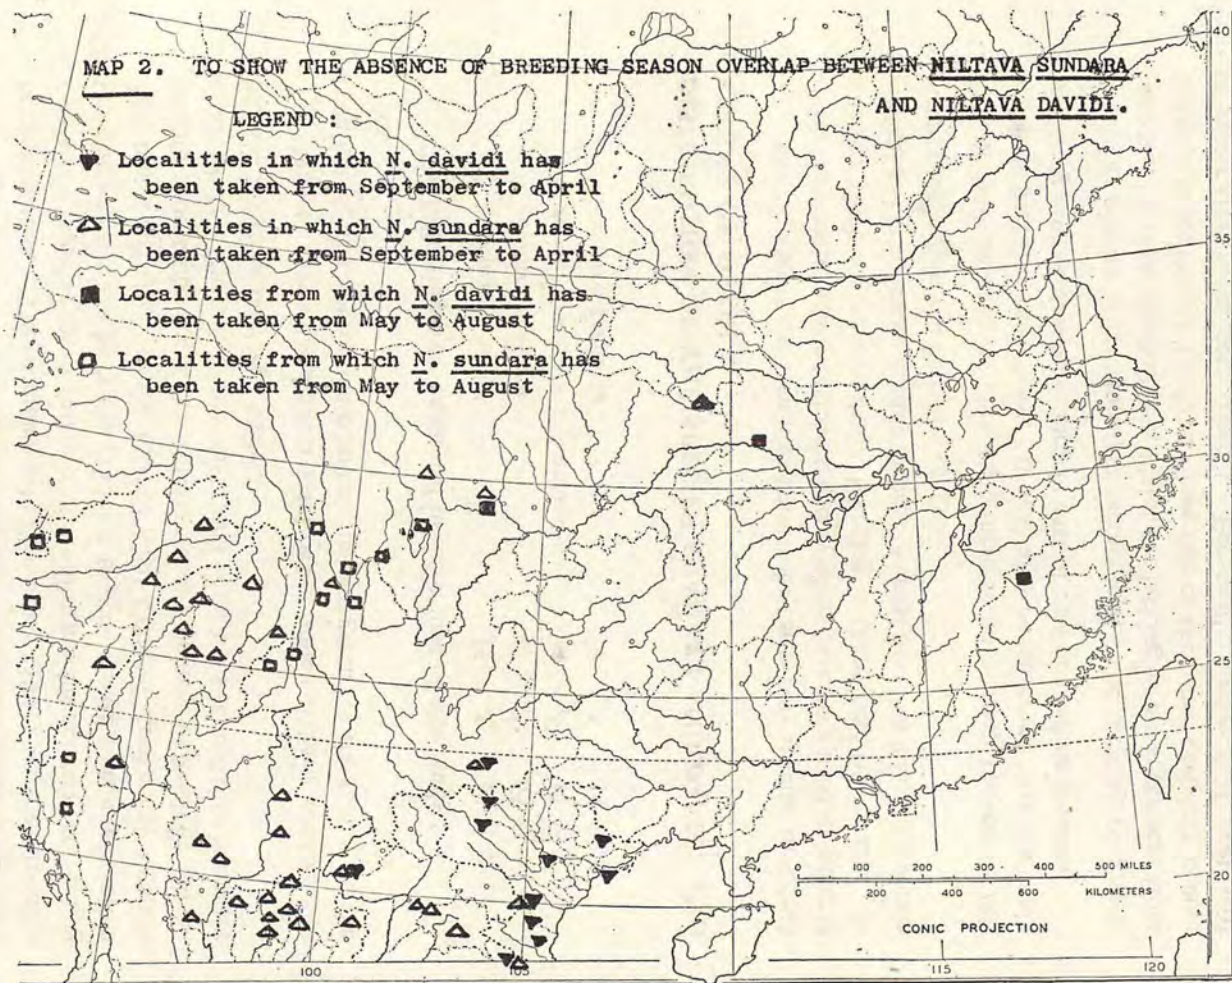 MAP 2. TO SHOW THE ABSENCE OF BREEDING SEASON OVERLAP BETWEEN NILTAVA SUNDARA
AND NILTAVA DAVIDI.
LEGEND :
Localities in which N. davidi has
been taken from September to April
Localities in which N. sundara has
been taken from September to April
Localities from which N. davidi has
been taken from May to August
Localities from which N. sundara has
been taken from May to August
40
35
30
25
20
0 100 200 300 400 500 MILES
0 200 400 600 KILOMETERS
CONIC PROJECTION
100 105 115 120